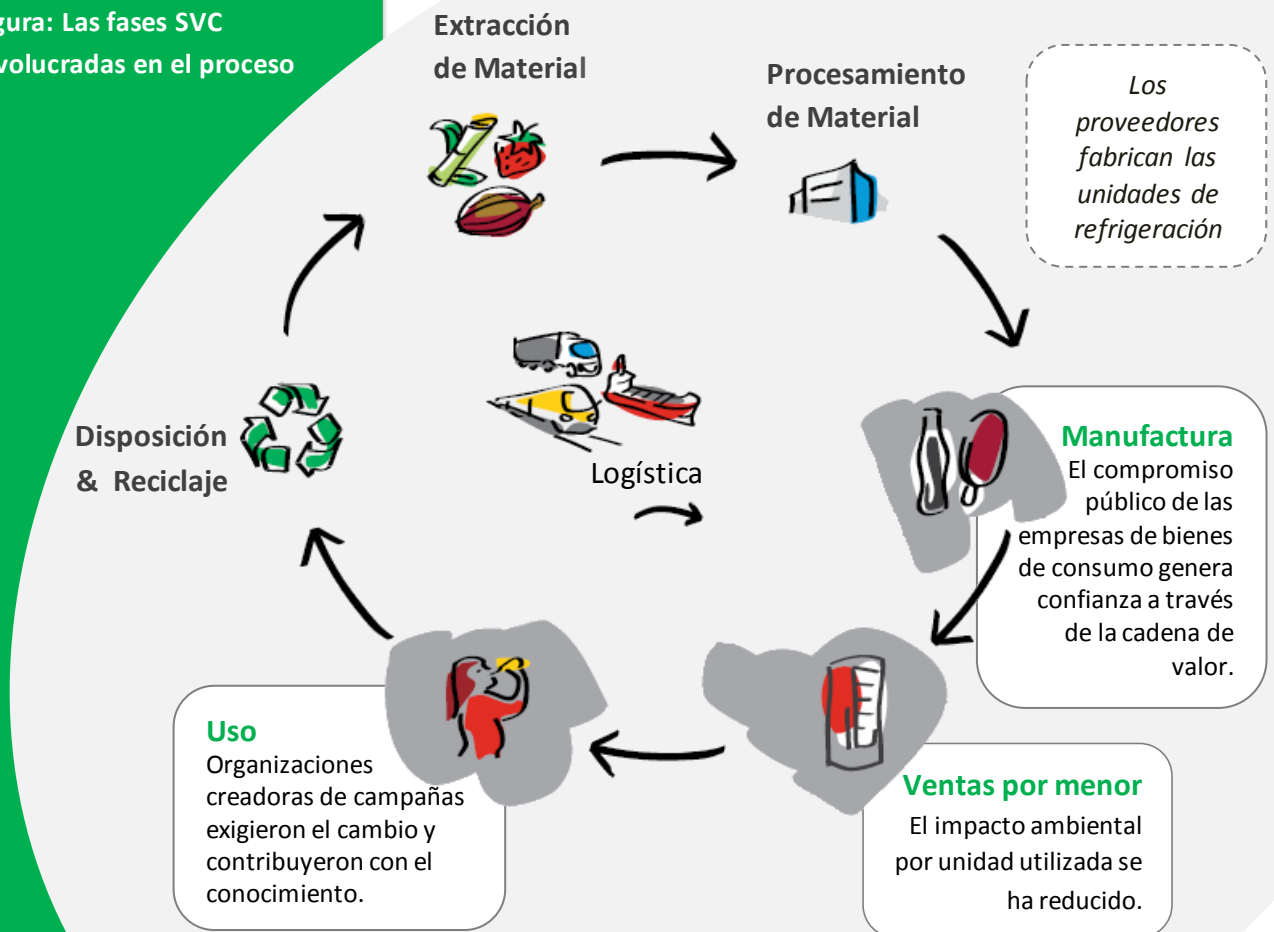 gura: Las fases SVC
volucradas en el proceso
Extracción
de Material
Procesamiento
de Material
Los
proveedores
fabrican las
unidades de
refrigeración
Disposición
& Reciclaje
Logística
Manufactura
El compromiso
público de las
empresas de bienes
de consumo genera
confianza a través
de la cadena de
valor.
Uso
Organizaciones
creadoras de campañas
exigieron el cambio y
contribuyeron con el
conocimiento.
Ventas por menor
El impacto ambiental
por unidad utilizada se
ha reducido.